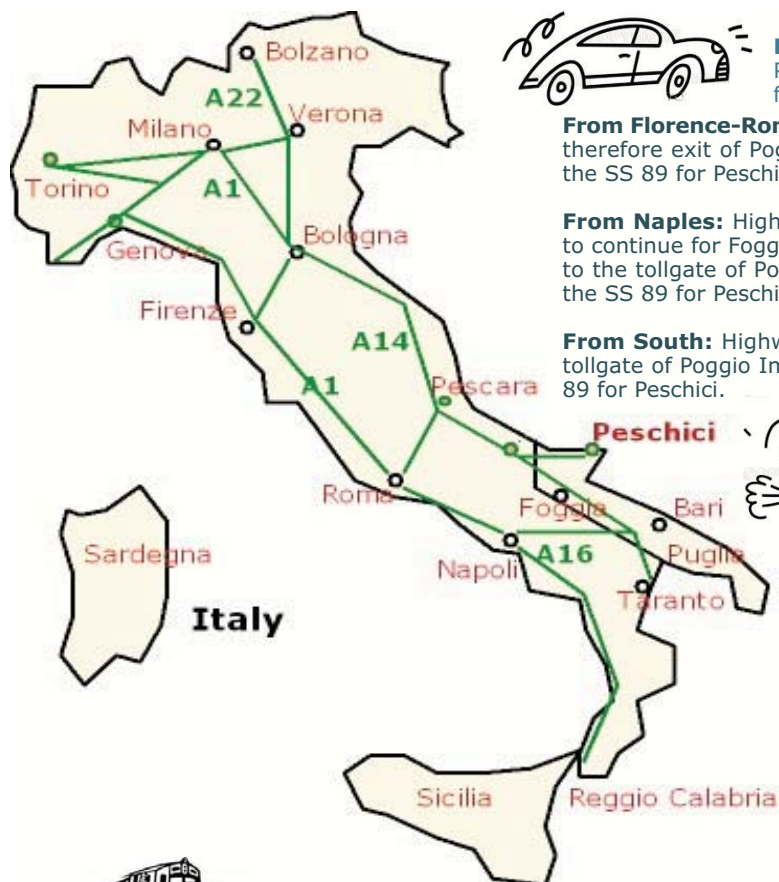 Bolzano
A22
Verona
Milano
Torino
A1
Genova
Bologna
Firenze
A14
A1
Pescara
Peschici
Roma
Foggia
Bari
Napoli
A16
Puglia
Taranto
Sardegna
Italy
Sicilia
Reggio Calabria
From Florence-Rom
therefore exit of Pog
the SS 89 for Peschi
From Naples: High
to continue for Fogg
to the tollgate of Po
the SS 89 for Peschi
From South: Highw
tollgate of Poggio Im
89 for Peschici.